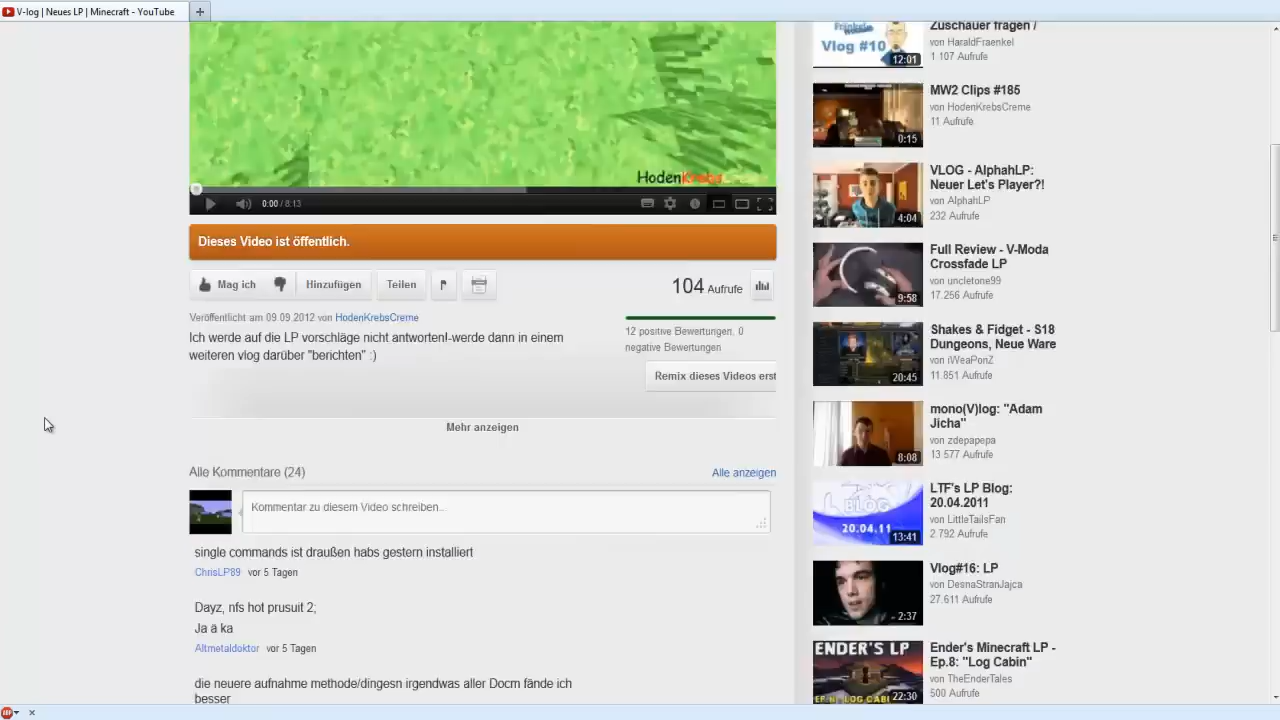 V-log | Neues LP | Minecraft - YouTube
HodenKrebs
0:00 / 8:13
Dieses Video ist öffentlich.
Mag ich
Hinzufügen
Teilen
104 Aufrufe
Veröffentlicht am 09.09.2012 von HodenKrebsCreme
Ich werde auf die LP vorschläge nicht antworten!-werde dann in einem
weiteren vlog darüber "berichten" :)
12 positive Bewertungen, 0
negative Bewertungen
Remix dieses Videos erst
Mehr anzeigen
Alle Kommentare (24)
Alle anzeigen
Kommentar zu diesem Video schreiben...
single commands ist draußen habs gestern installiert
ChrisLP89 vor 5 Tagen
Dayz, nfs hot prusuit 2;
Ja á ka
Altmetaldoktor vor 5 Tagen
die neuere aufnahme methode/dingesn irgendwas aller Docm fände ich
besser
Zuschauer fragen /
von HaraldFraenkel
1 107 Aufrufe
Vlog #10
12:01
MW2 Clips #185
von HodenKrebsCreme
11 Aufrufe
0:15
VLOG - AlphahLP:
Neuer Let's Player?!
von AlphahLP
232 Aufrufe
4:04
Full Review - V-Moda
Crossfade LP
von uncletone99
17.256 Aufrufe
9:58
Shakes & Fidget - S18
Dungeons, Neue Ware
von iWeaPonZ
11.851 Aufrufe
20:45
mono(V)log: "Adam
Jicha"
von zdepapepa
13 577 Aufrufe
8:08
LTF's LP Blog:
20.04.2011
von LittleTailsFan
2.792 Aufrufe
BLOG
20.04.11
13:41
Vlog#16: LP
von DesnaStranJajca
27.611 Aufrufe
2:37
Ender's Minecraft LP -
Ep.8: "Log Cabin"
von TheEnderTales
500 Aufrufe
ENDER'S LP
22:30